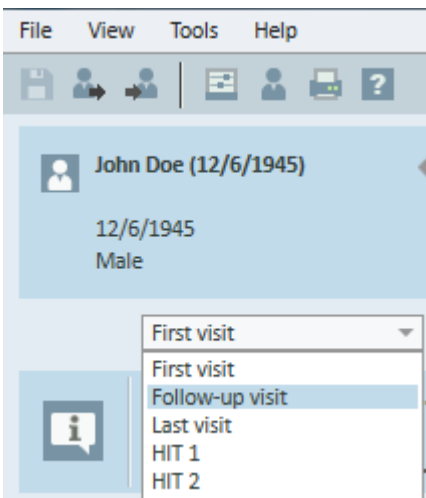 File View Tools Help
?
John Doe (12/6/1945)
12/6/1945
Male
First visit
First visit
Follow-up visit
Last visit
HIT 1
HIT 2